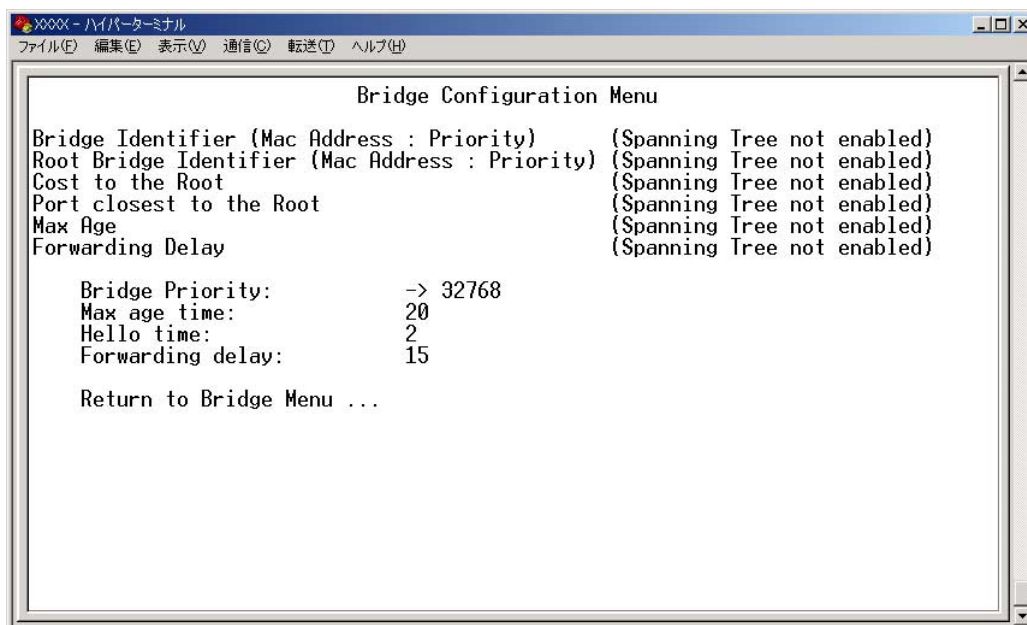 XXXX - ハイパーターミナル
ファイル(F) 編集(E) 表示(V) 通信(C) 転送(T) ヘルプ(H)
Bridge Configuration Menu
Bridge Identifier (Mac Address : Priority) (Spanning Tree not enabled)
Root Bridge Identifier (Mac Address : Priority) (Spanning Tree not enabled)
Cost to the Root (Spanning Tree not enabled)
Port closest to the Root (Spanning Tree not enabled)
Max Age (Spanning Tree not enabled)
Forwarding Delay (Spanning Tree not enabled)
Bridge Priority: -> 32768
Max age time: 20
Hello time: 2
Forwarding delay: 15
Return to Bridge Menu ...